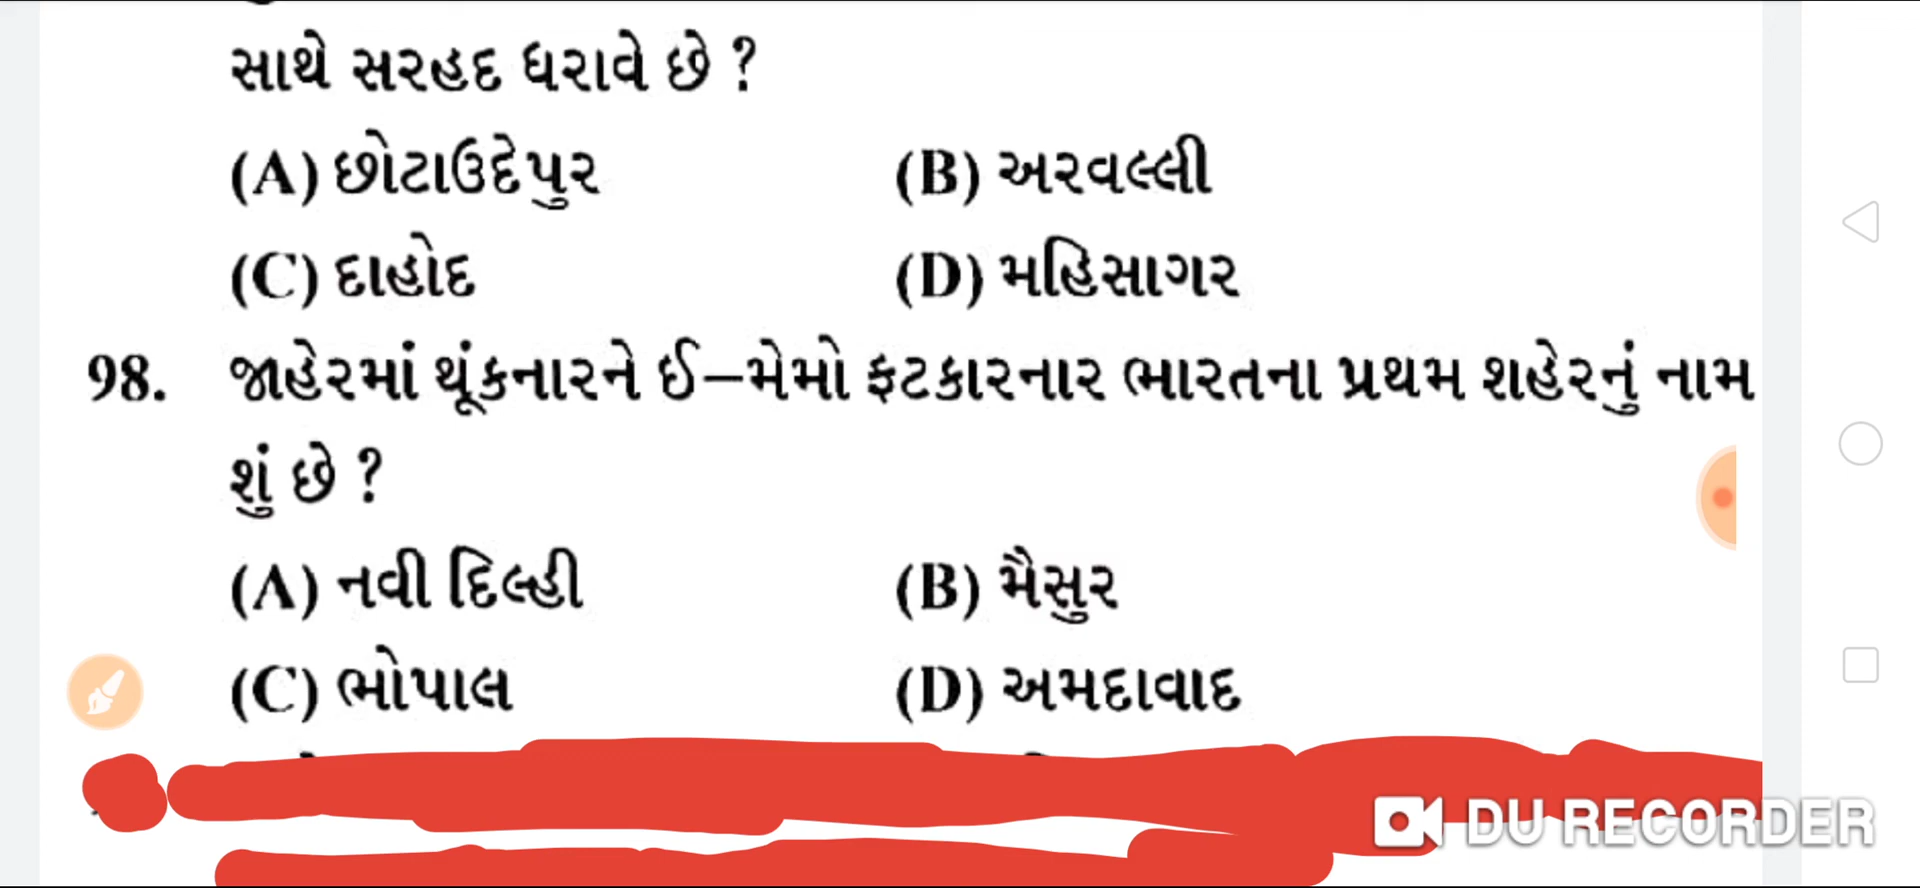 સાથે સરહદ ધરાવે છે ?
(A) છોટાઉદેપુર (B) અરવલ્લી
(C) દાહોદ (D) મહિસાગર
98. જાહેરમાં થૂંકનારને ઈ–મેમો ફટકારનાર ભારતના પ્રથમ શહેરનું નામ
શું છે ?
(A) નવી દિલ્હી (B) મૈસુર
(C) ભોપાલ (D) અમદાવાદ
DU RECORDER